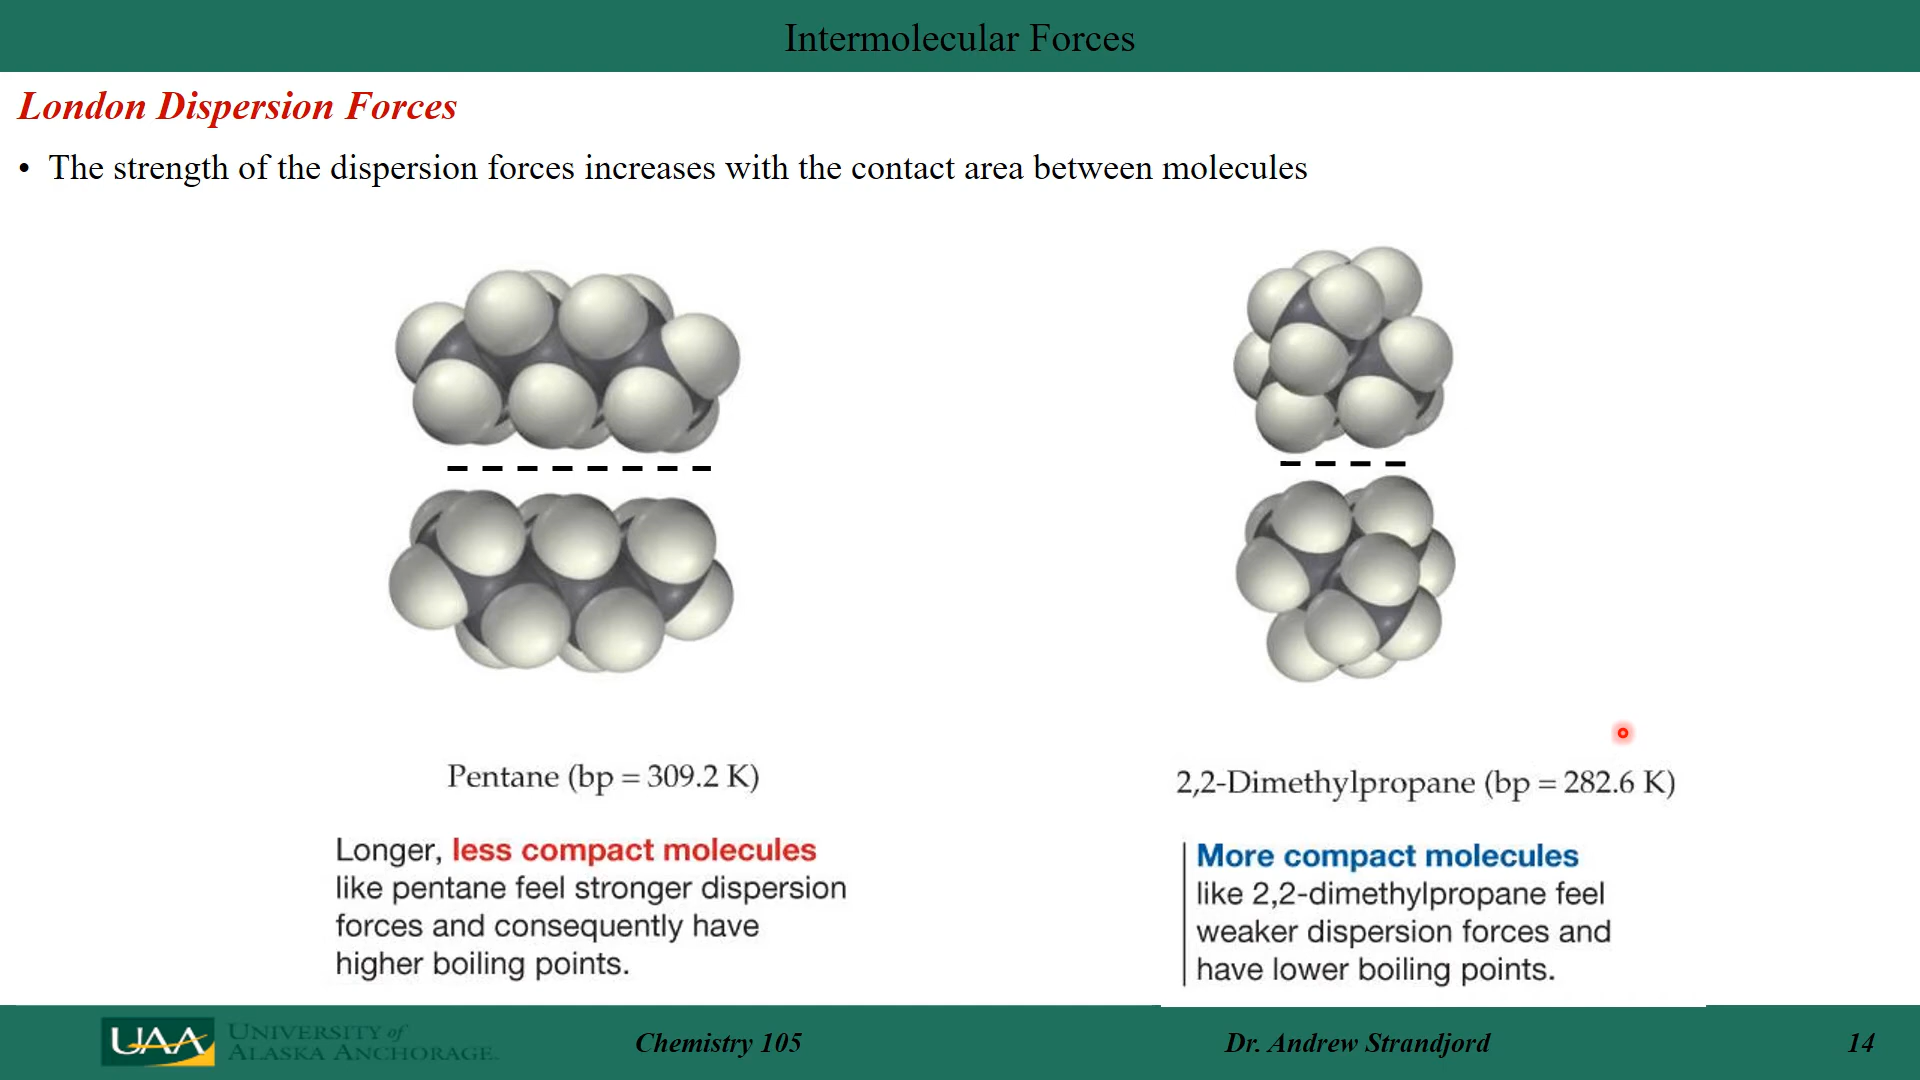 Intermolecular Forces
London Dispersion Forces
• The strength of the dispersion forces increases with the contact area between molecules
Pentane (bp = 309.2 K)
Longer, less compact molecules
like pentane feel stronger dispersion
forces and consequently have
higher boiling points.
2,2-Dimethylpropane (bp = 282.6 K)
More compact molecules
like 2,2-dimethylpropane feel
weaker dispersion forces and
have lower boiling points.
UAA
UNIVERSITY of
ALASKA ANCHORAGE.
Chemistry 105
Dr. Andrew Strandjord
14